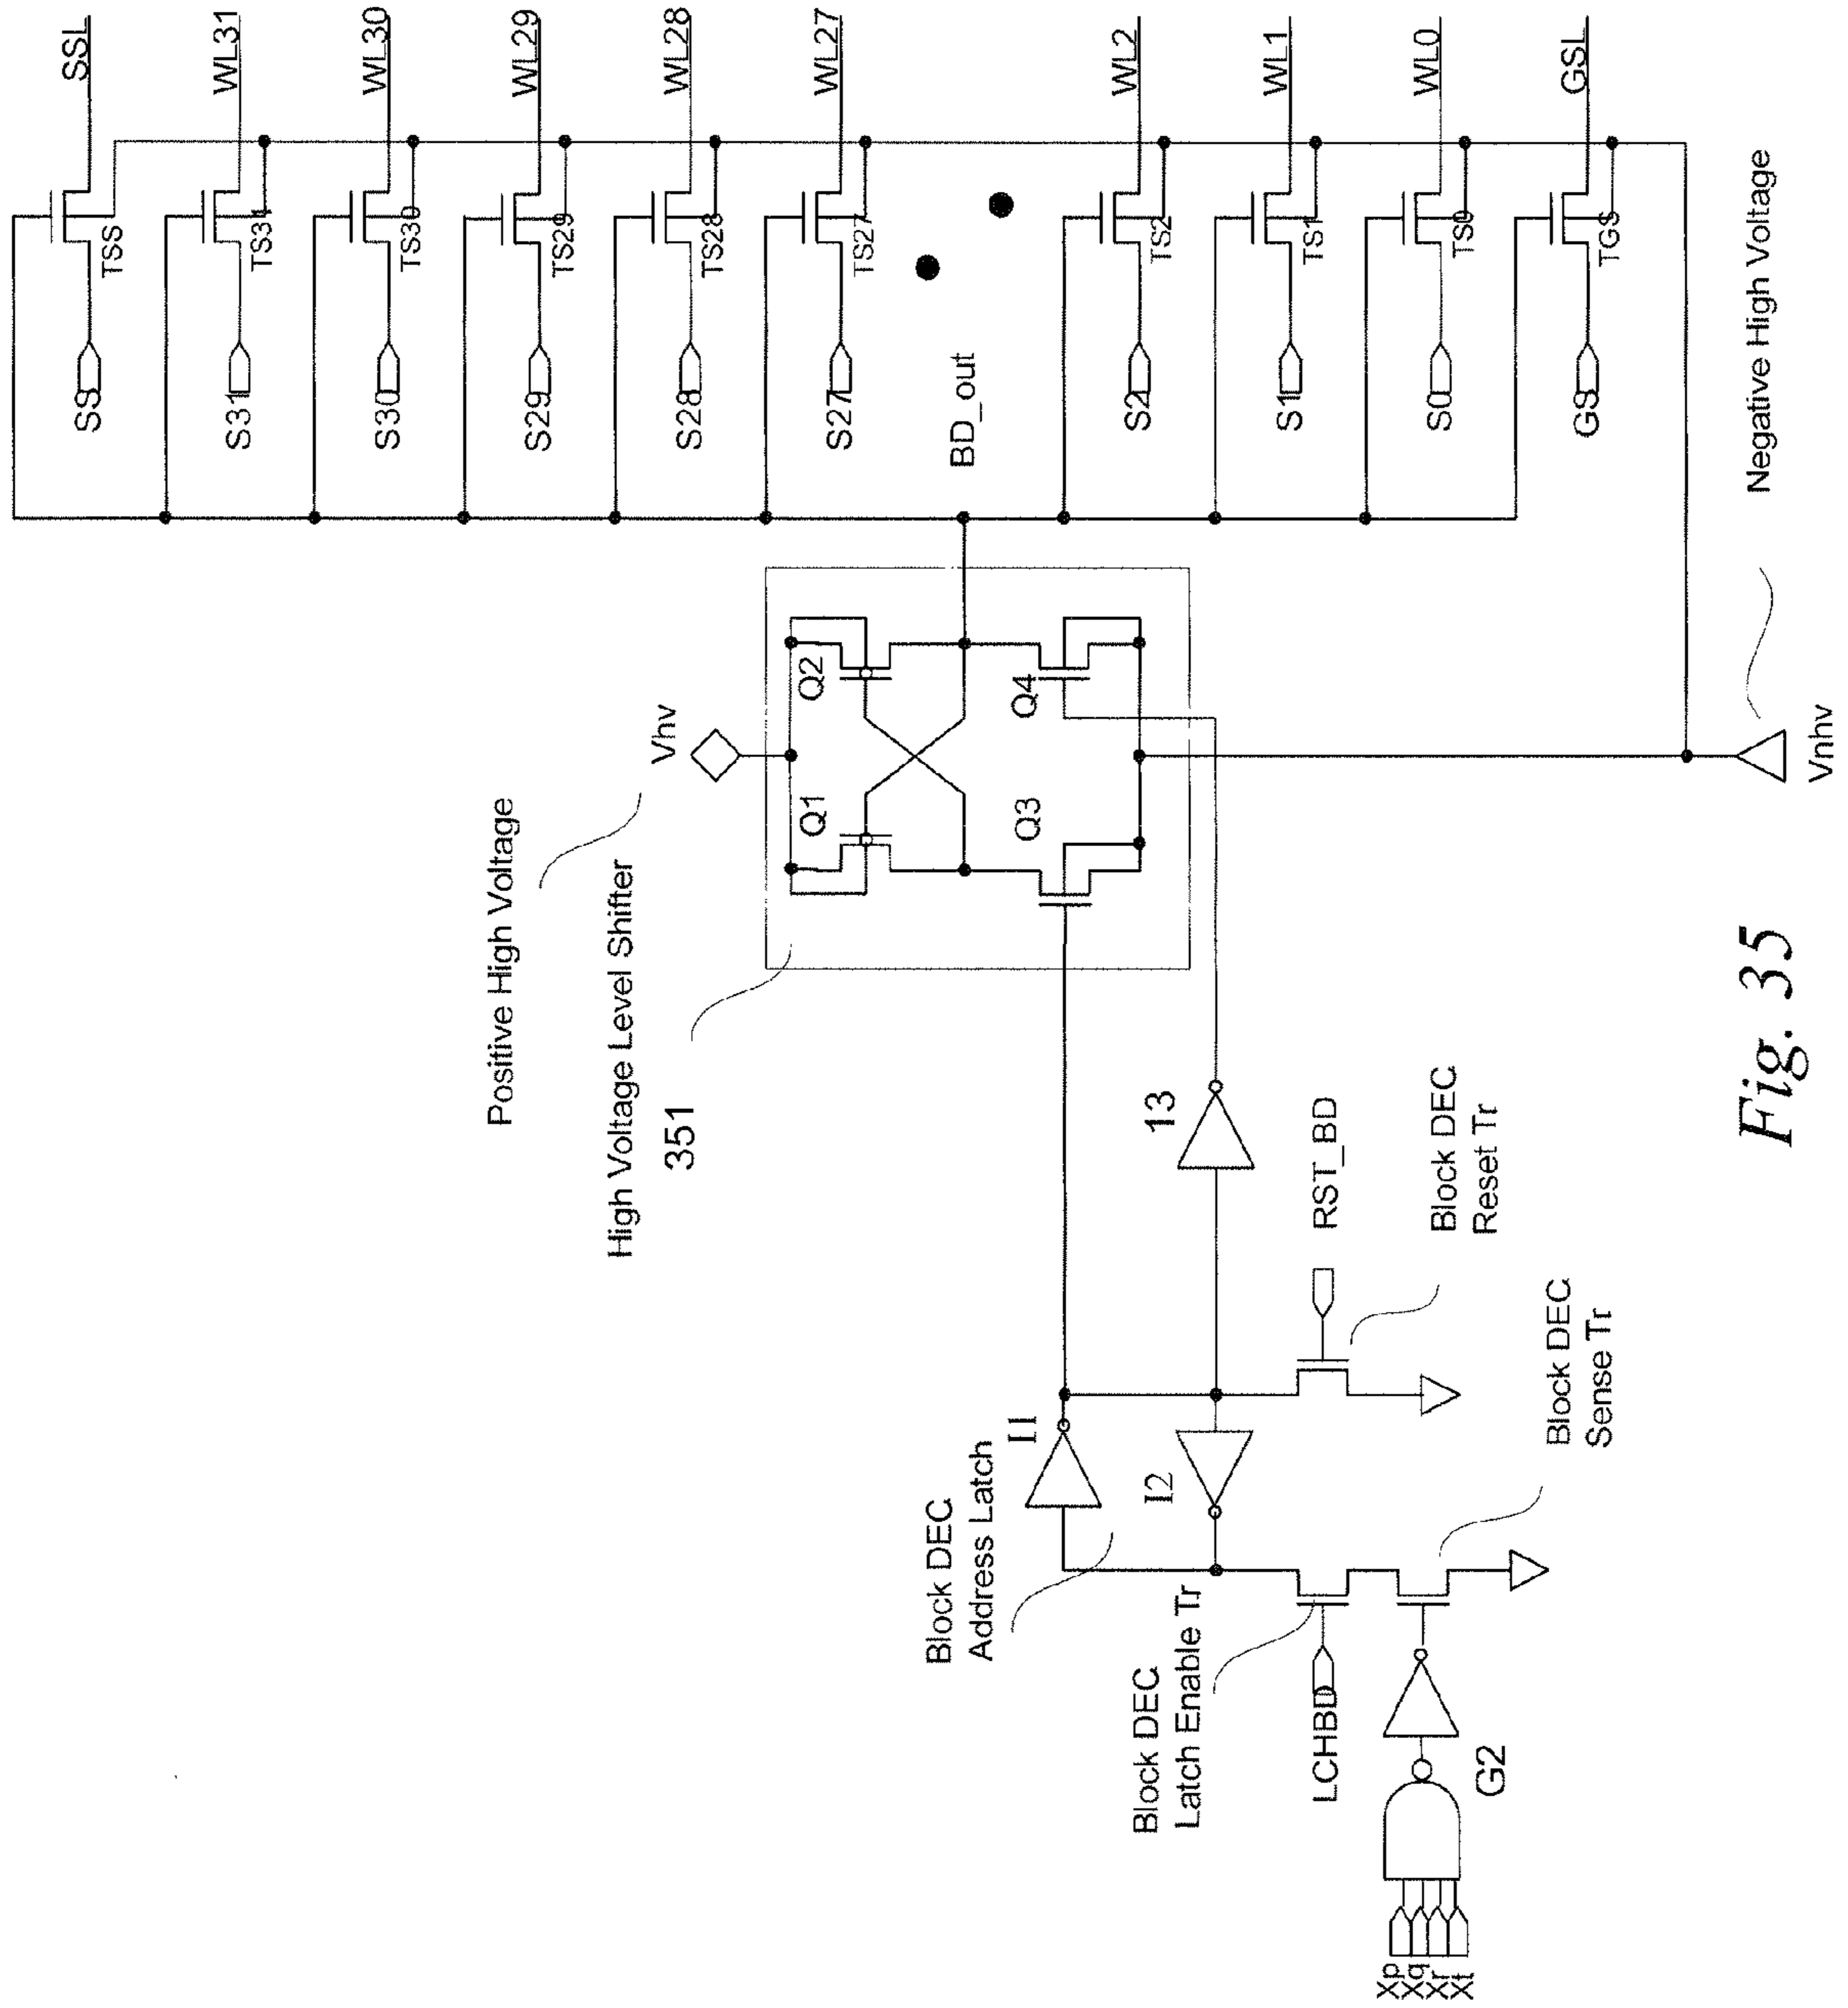 SS
TSS
SSL
S31
TS31
WL31
S30
TS30
WL30
S29
TS29
WL29
S28
TS28
WL28
S27
TS27
WL27
BD_out
S2
TS2
WL2
S1
TS1
WL1
S0
TS0
WL0
GS
TGS
GSL
Positive High Voltage
Vhv
High Voltage Level Shifter
351
Q1
Q2
Q3
Q4
Negative High Voltage
Vnhv
Block DEC
Address Latch
I1
I2
13
RST_BD
Block DEC
Reset Tr
Block DEC
Latch Enable Tr
LCHBD
Block DEC
Sense Tr
Xp
Xq
Xr
Xt
G2
Fig. 35